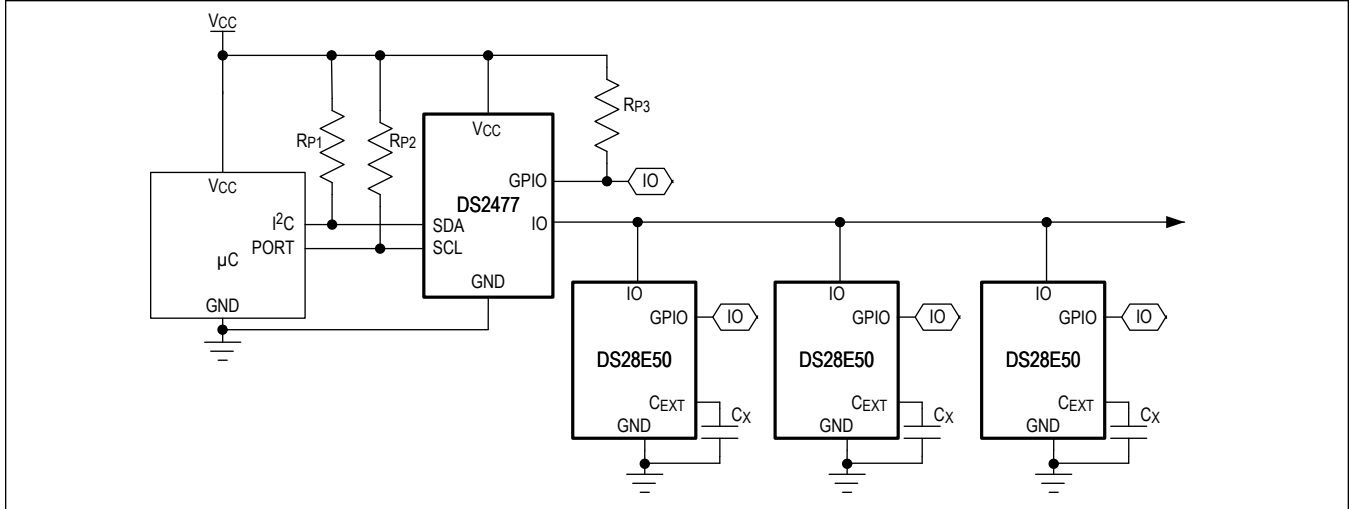 VCC
RP1
RP2
VCC
RP3
VCC
GPIO
IO
DS2477
I²C
SDA
IO
PORT
SCL
µC
GND
GND
IO
GPIO
IO
DS28E50
CEXT
CX
GND
IO
GPIO
IO
DS28E50
CEXT
CX
GND
IO
GPIO
IO
DS28E50
CEXT
CX
GND